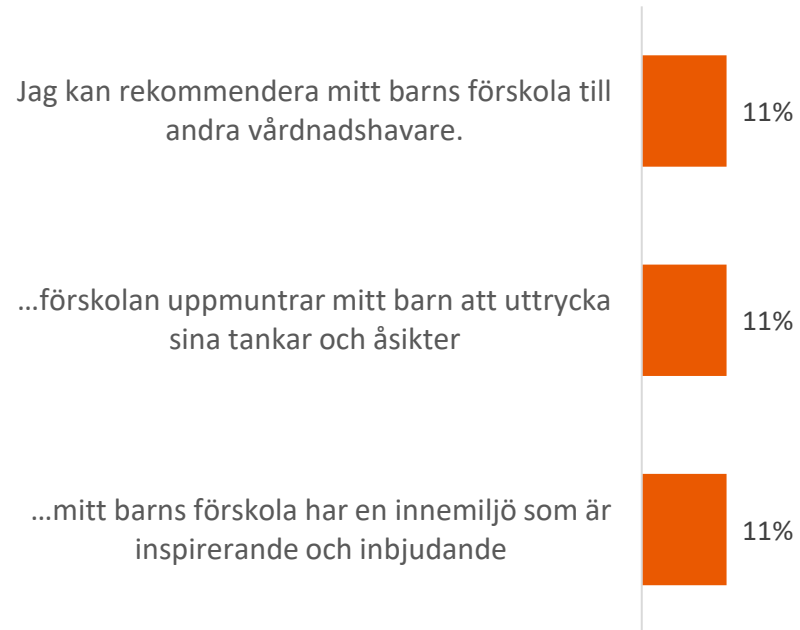 Jag kan rekommendera mitt barns förskola till
andra vårdnadshavare.
11%
…förskolan uppmuntrar mitt barn att uttrycka
sina tankar och åsikter
11%
…mitt barns förskola har en innemiljö som är
inspirerande och inbjudande
11%